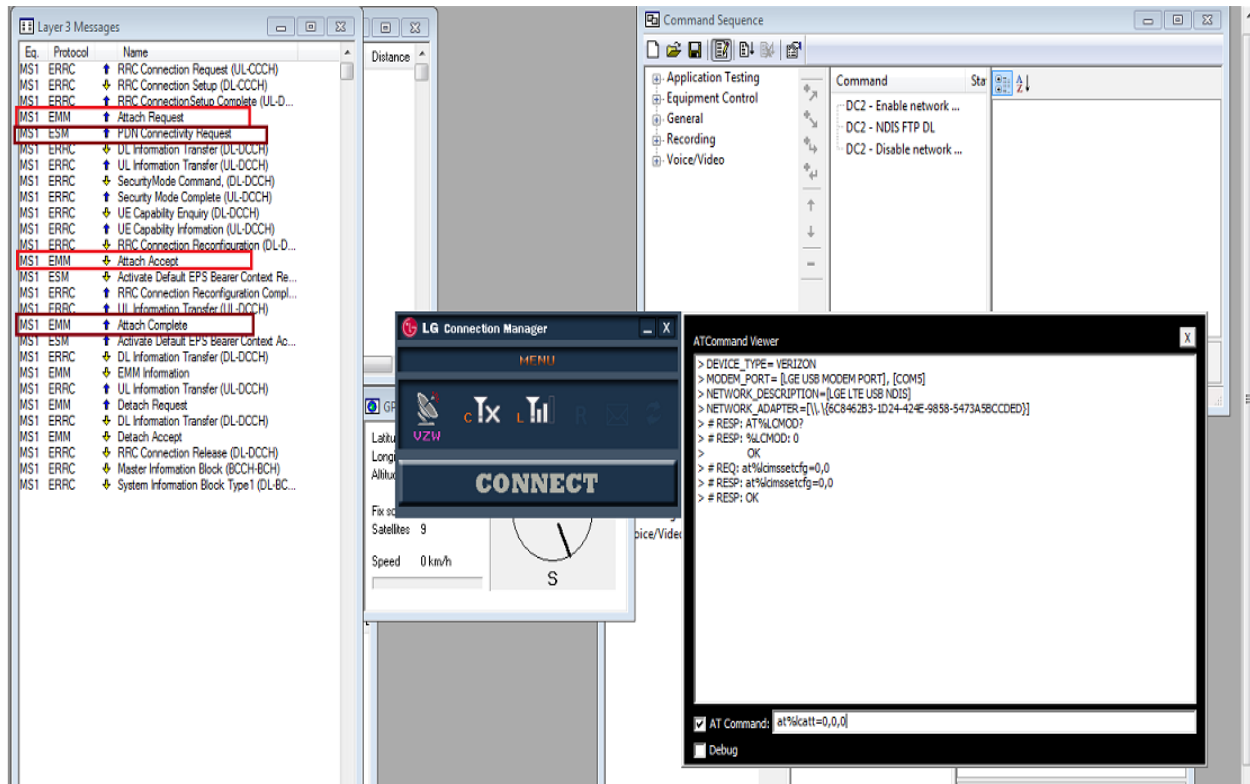 Layer 3 Messages
Eq. Protocol Name
MS1 ERRC RRC Connection Request (UL-CCCH)
MS1 ERRC RRC Connection Setup (DL-CCCH)
MS1 ERRC RRC ConnectionSetup Complete (UL-D...
MS1 EMM Attach Request
MS1 ESM PDN Connectivity Request
MS1 ERRC DL Information Transfer (DL-DCCH)
MS1 ERRC UL Information Transfer (UL-DCCH)
MS1 ERRC SecurityMode Command, (DL-DCCH)
MS1 ERRC Security Mode Complete (UL-DCCH)
MS1 ERRC UE Capability Enquiry (DL-DCCH)
MS1 ERRC UE Capability Information (UL-DCCH)
MS1 ERRC RRC Connection Reconfiguration (DL-D...
MS1 EMM Attach Accept
MS1 ESM Activate Default EPS Bearer Context Re...
MS1 ERRC RRC Connection Reconfiguration Compl...
MS1 ERRC UL Information Transfer (UL-DCCH)
MS1 EMM Attach Complete
MS1 ESM Activate Default EPS Bearer Context Ac...
MS1 ERRC DL Information Transfer (DL-DCCH)
MS1 EMM EMM Information
MS1 ERRC UL Information Transfer (UL-DCCH)
MS1 EMM Detach Request
MS1 ERRC DL Information Transfer (DL-DCCH)
MS1 EMM Detach Accept
MS1 ERRC RRC Connection Release (DL-DCCH)
MS1 ERRC Master Information Block (BCCH-BCH)
MS1 ERRC System Information Block Type1 (DL-BC...
Distance
GP
Latitu
Longi
Altitud
Fix so
Satellites 9
Speed 0 km/h
S
Command Sequence
Application Testing
Equipment Control
General
Recording
Voice/Video
Command Sta
DC2 - Enable network ...
DC2 - NDIS FTP DL
DC2 - Disable network ...
oice/Video
LG Connection Manager
MENU
VZW
C
L
R
CONNECT
ATCommand Viewer
> DEVICE_TYPE= VERIZON
> MODEM_PORT= [LGE USB MODEM PORT], [COM5]
> NETWORK_DESCRIPTION=[LGE LTE USB NDIS]
> NETWORK_ADAPTER=[\\.\{6C8462B3-1D24-424E-9858-5473A5BCCDED}]
> # RESP: AT%LCMOD?
> # RESP: %LCMOD: 0
> OK
> # REQ: at%lcimssetcfg=0,0
> # RESP: at%lcimssetcfg=0,0
> # RESP: OK
AT Command: at%lcatt=0,0,0
Debug